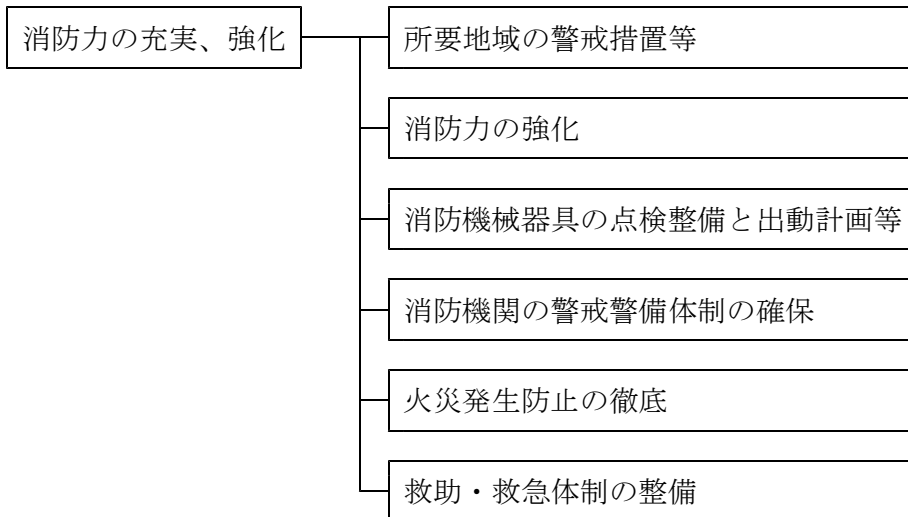 消防力の充実、強化
所要地域の警戒措置等
消防力の強化
消防機械器具の点検整備と出動計画等
消防機関の警戒警備体制の確保
火災発生防止の徹底
救助・救急体制の整備